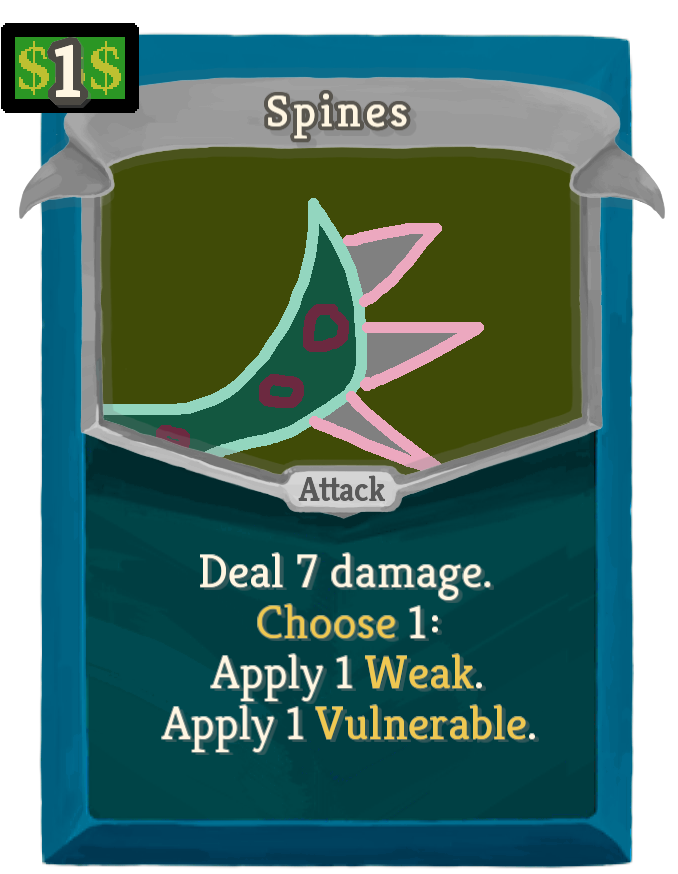 $1$
Spines
Attack
Deal 7 damage.
Choose 1:
Apply 1 Weak.
Apply 1 Vulnerable.